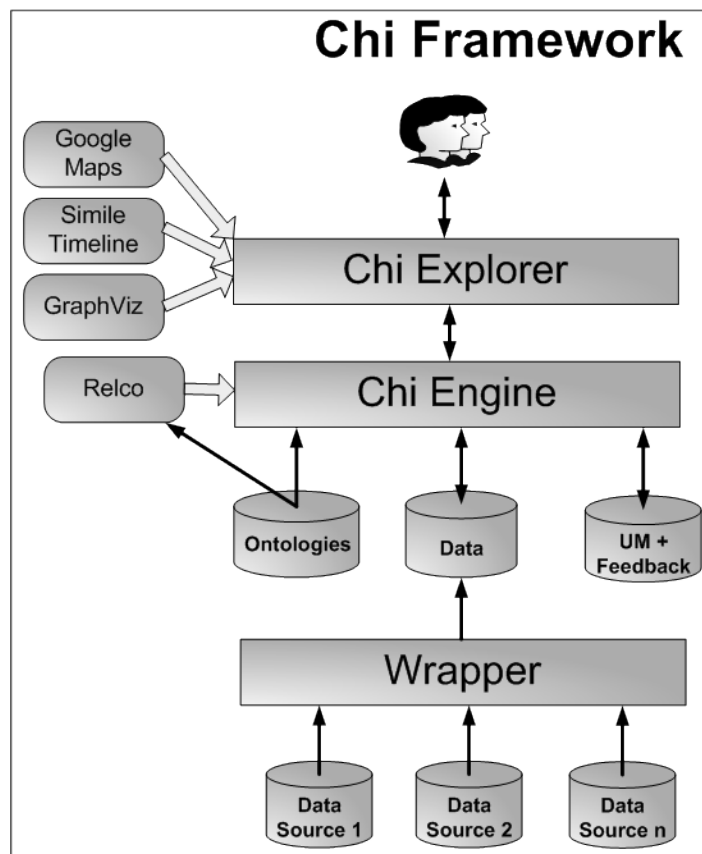 Chi Framework
Google
Maps
Simile
Timeline
GraphViz
Chi Explorer
Relco
Chi Engine
Ontologies
Data
UM +
Feedback
Wrapper
Data
Source 1
Data
Source 2
Data
Source n